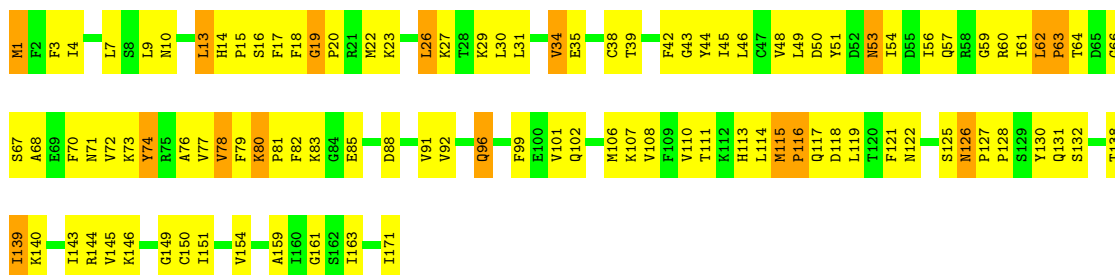 M1 F2 F3 I4 L7 S8 L9 N10 L13 H14 P15 S16 F17 F18 G19 P20 R21 M22 K23 L26 K27 T28 K29 L30 L31 V34 E35 C38 T39 F42 G43 Y44 I45 L46 C47 V48 L49 D50 Y51 D52 N53 I54 D55 I56 Q57 R58 G59 R60 I61 L62 P63 T64 D65
S67 A68 E69 F70 N71 V72 K73 Y74 R75 A76 V77 V78 F79 K80 P81 F82 K83 G84 E85 D88 V91 V92 Q96 F99 E100 V101 Q102 M106 K107 V108 F109 V110 T111 K112 H113 L114 M115 P116 Q117 D118 L119 T120 F121 N122 S125 N126 P127 P128 S129 Y130 Q131 S132 T138
I139 K140 I143 R144 V145 K146 G149 C150 I151 V154 A159 I160 G161 S162 I163 I171